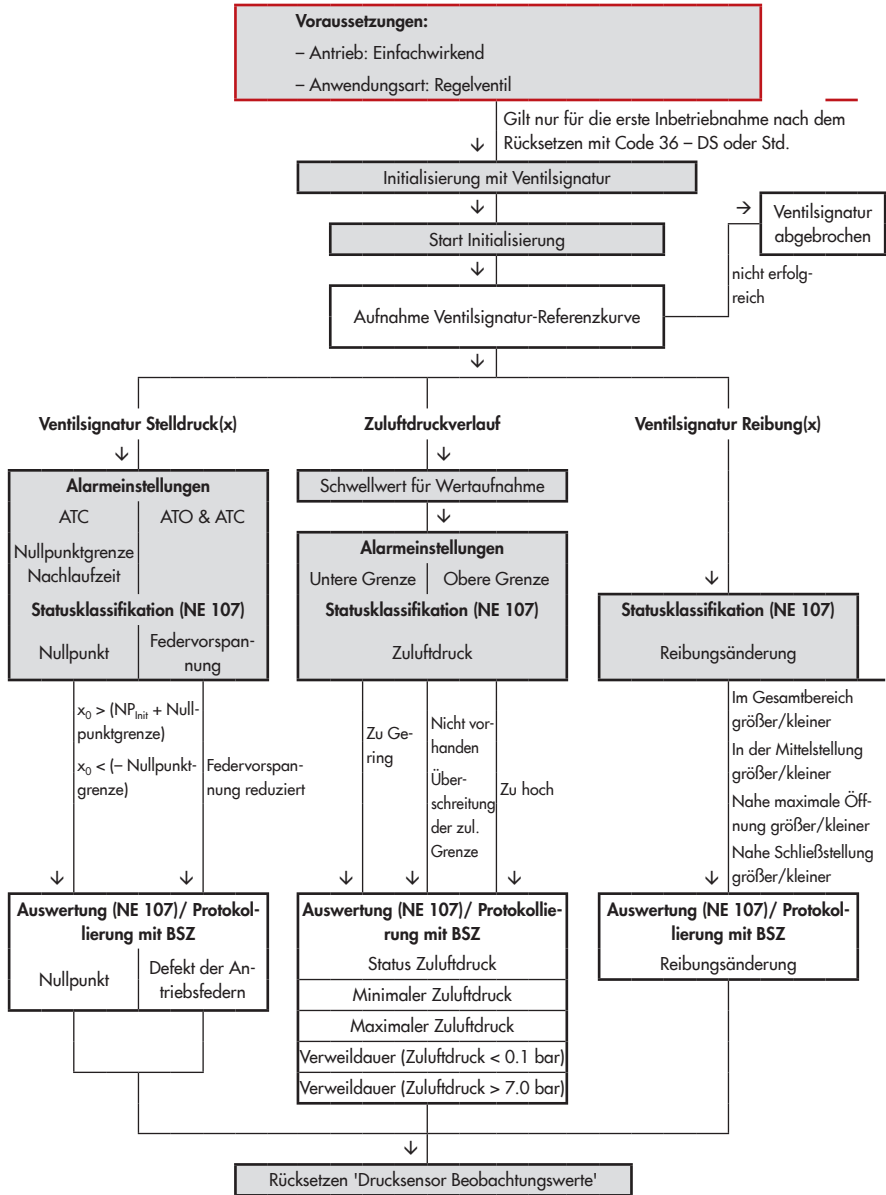 Voraussetzungen:
– Antrieb: Einfachwirkend
– Anwendungsart: Regelventil
Gilt nur für die erste Inbetriebnahme nach dem
Rücksetzen mit Code 36 – DS oder Std.
Initialisierung mit Ventilsignatur
Start Initialisierung
Ventilsignatur
abgebrochen
nicht erfolg-
reich
Aufnahme Ventilsignatur-Referenzkurve
Ventilsignatur Stelldruck(x)
Alarmeinstellungen
ATC
ATO & ATC
Nullpunktgrenze
Nachlaufzeit
Statusklassifikation (NE 107)
Nullpunkt
Federvorspan-
nung
x₀ > (NP_Init + Null-
punktgrenze)
x₀ < (– Nullpunkt-
grenze)
Federvorspan-
nung reduziert
Auswertung (NE 107)/ Protokol-
lierung mit BSZ
Nullpunkt
Defekt der An-
triebsfedern
Zuluftdruckverlauf
Schwellwert für Wertaufnahme
Alarmeinstellungen
Untere Grenze
Obere Grenze
Statusklassifikation (NE 107)
Zuluftdruck
Zu Ge-
ring
Nicht vor-
handen
Über-
schreitung
der zul.
Grenze
Zu hoch
Auswertung (NE 107)/ Protokollie-
rung mit BSZ
Status Zuluftdruck
Minimaler Zuluftdruck
Maximaler Zuluftdruck
Verweildauer (Zuluftdruck < 0.1 bar)
Verweildauer (Zuluftdruck > 7.0 bar)
Ventilsignatur Reibung(x)
Statusklassifikation (NE 107)
Reibungsänderung
Im Gesamtbereich
größer/kleiner
In der Mittelstellung
größer/kleiner
Nahe maximale Öff-
nung größer/kleiner
Nahe Schließstellung
größer/kleiner
Auswertung (NE 107)/ Protokol-
lierung mit BSZ
Reibungsänderung
Rücksetzen 'Drucksensor Beobachtungswerte'